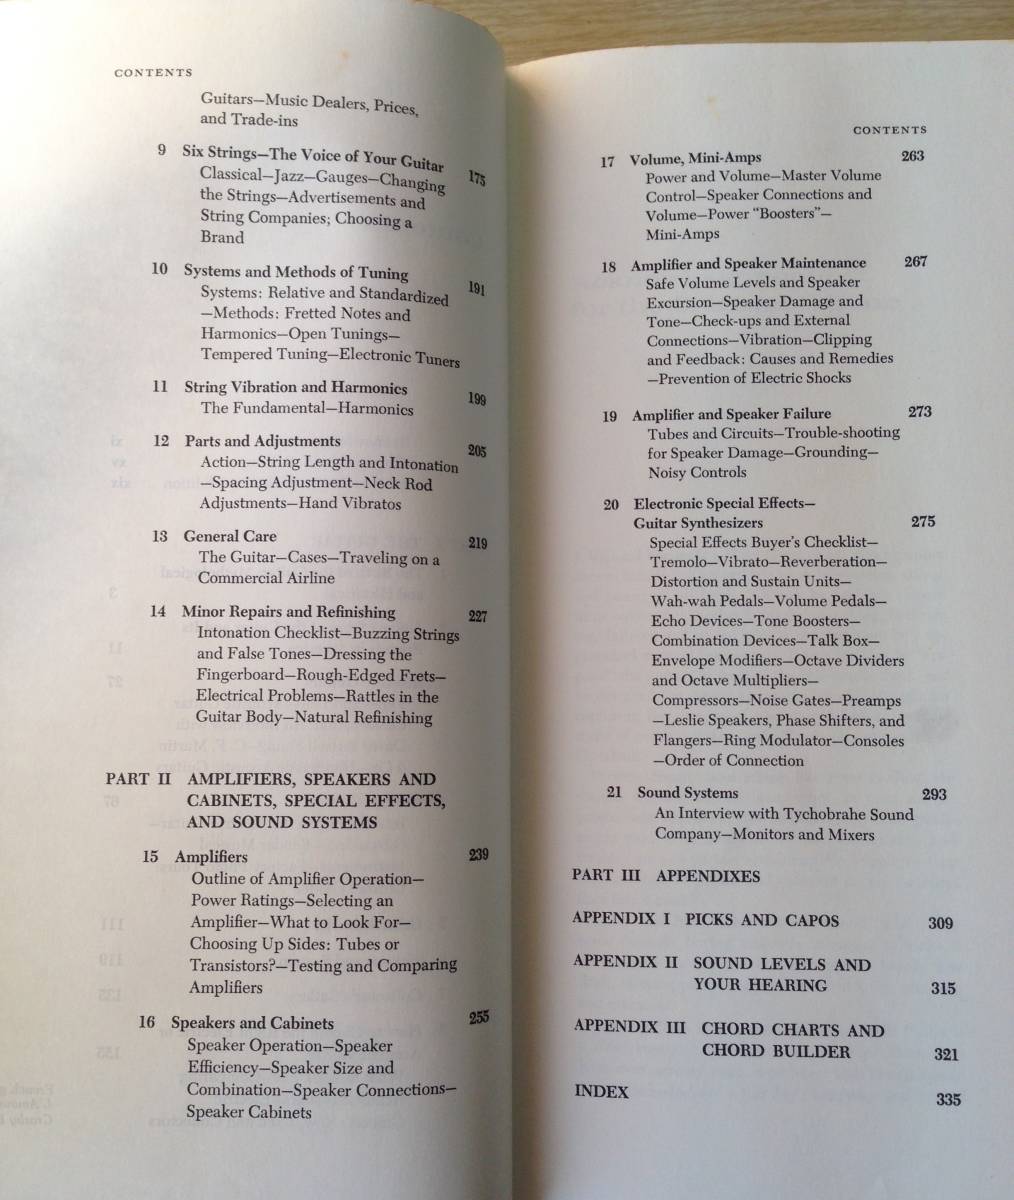 CONTENTS
Guitars—Music Dealers, Prices,
and Trade-ins
9 Six Strings—The Voice of Your Guitar 175
Classical—Jazz—Gauges—Changing
the Strings—Advertisements and
String Companies; Choosing a
Brand
10 Systems and Methods of Tuning 191
Systems: Relative and Standardized
—Methods: Fretted Notes and
Harmonics—Open Tunings—
Tempered Tuning—Electronic Tuners
11 String Vibration and Harmonics 199
The Fundamental—Harmonics
12 Parts and Adjustments 205
Action—String Length and Intonation
—Spacing Adjustment—Neck Rod
Adjustments—Hand Vibratos
13 General Care 219
The Guitar—Cases—Traveling on a
Commercial Airline
14 Minor Repairs and Refinishing 227
Intonation Checklist—Buzzing Strings
and False Tones—Dressing the
Fingerboard—Rough-Edged Frets—
Electrical Problems—Rattles in the
Guitar Body—Natural Refinishing
PART II AMPLIFIERS, SPEAKERS AND
CABINETS, SPECIAL EFFECTS,
AND SOUND SYSTEMS
15 Amplifiers 239
Outline of Amplifier Operation—
Power Ratings—Selecting an
Amplifier—What to Look For—
Choosing Up Sides: Tubes or
Transistors?—Testing and Comparing
Amplifiers
16 Speakers and Cabinets 255
Speaker Operation—Speaker
Efficiency—Speaker Size and
Combination—Speaker Connections—
Speaker Cabinets
CONTENTS
17 Volume, Mini-Amps 263
Power and Volume—Master Volume
Control—Speaker Connections and
Volume—Power "Boosters"—
Mini-Amps
18 Amplifier and Speaker Maintenance 267
Safe Volume Levels and Speaker
Excursion—Speaker Damage and
Tone—Check-ups and External
Connections—Vibration—Clipping
and Feedback: Causes and Remedies
—Prevention of Electric Shocks
19 Amplifier and Speaker Failure 273
Tubes and Circuits—Trouble-shooting
for Speaker Damage—Grounding—
Noisy Controls
20 Electronic Special Effects—
Guitar Synthesizers 275
Special Effects Buyer's Checklist—
Tremolo—Vibrato—Reverberation—
Distortion and Sustain Units—
Wah-wah Pedals—Volume Pedals—
Echo Devices—Tone Boosters—
Combination Devices—Talk Box—
Envelope Modifiers—Octave Dividers
and Octave Multipliers—
Compressors—Noise Gates—Preamps
—Leslie Speakers, Phase Shifters, and
Flangers—Ring Modulator—Consoles
—Order of Connection
21 Sound Systems 293
An Interview with Tychobrahe Sound
Company—Monitors and Mixers
PART III APPENDIXES
APPENDIX I PICKS AND CAPOS 309
APPENDIX II SOUND LEVELS AND
YOUR HEARING 315
APPENDIX III CHORD CHARTS AND
CHORD BUILDER 321
INDEX 335